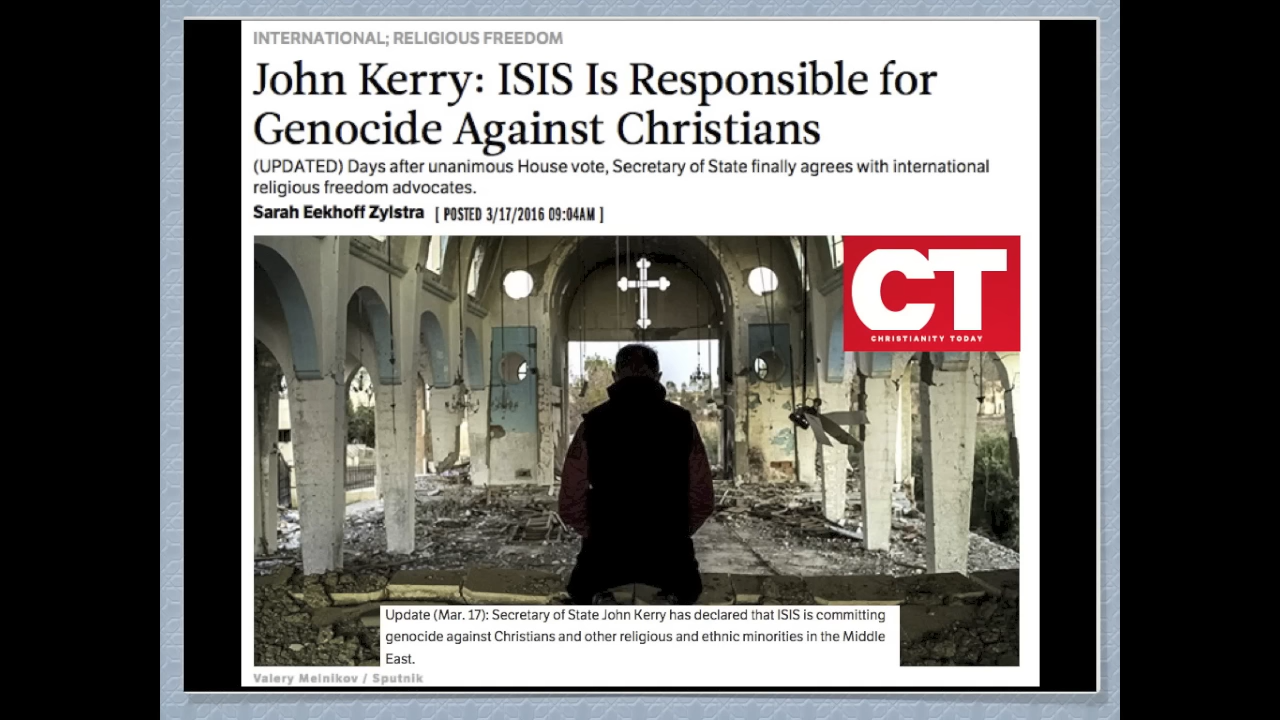 INTERNATIONAL; RELIGIOUS FREEDOM
John Kerry: ISIS Is Responsible for
Genocide Against Christians
(UPDATED) Days after unanimous House vote, Secretary of State finally agrees with international
religious freedom advocates.
Sarah Eekhoff Zylstra [ POSTED 3/17/2016 09:04AM ]
CT
CHRISTIANITY TODAY
Update (Mar. 17): Secretary of State John Kerry has declared that ISIS is committing
genocide against Christians and other religious and ethnic minorities in the Middle
East.
Valery Melnikov / Sputnik